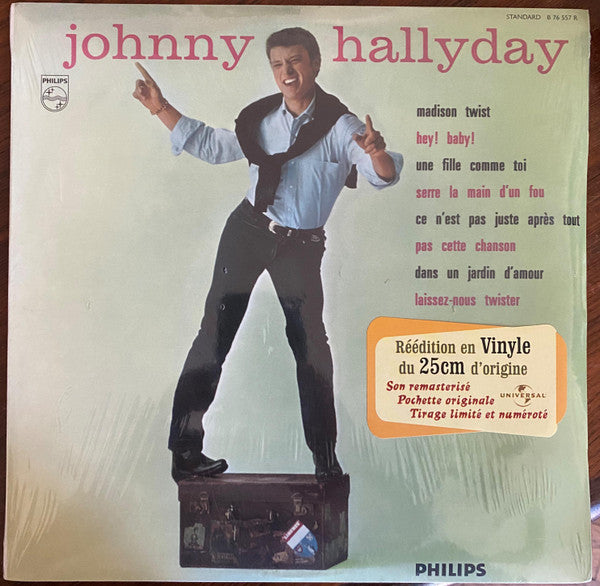 STANDARD B 76 557 R
johnny hallyday
PHILIPS
madison twist
hey! baby!
une fille comme toi
serre la main d'un fou
ce n'est pas juste après tout
pas cette chanson
dans un jardin d'amour
laissez-nous twister
Réédition en Vinyle
du 25cm d'origine
Son remasterisé
Pochette originale
UNIVERSAL
Tirage limité et numéroté
PHILIPS